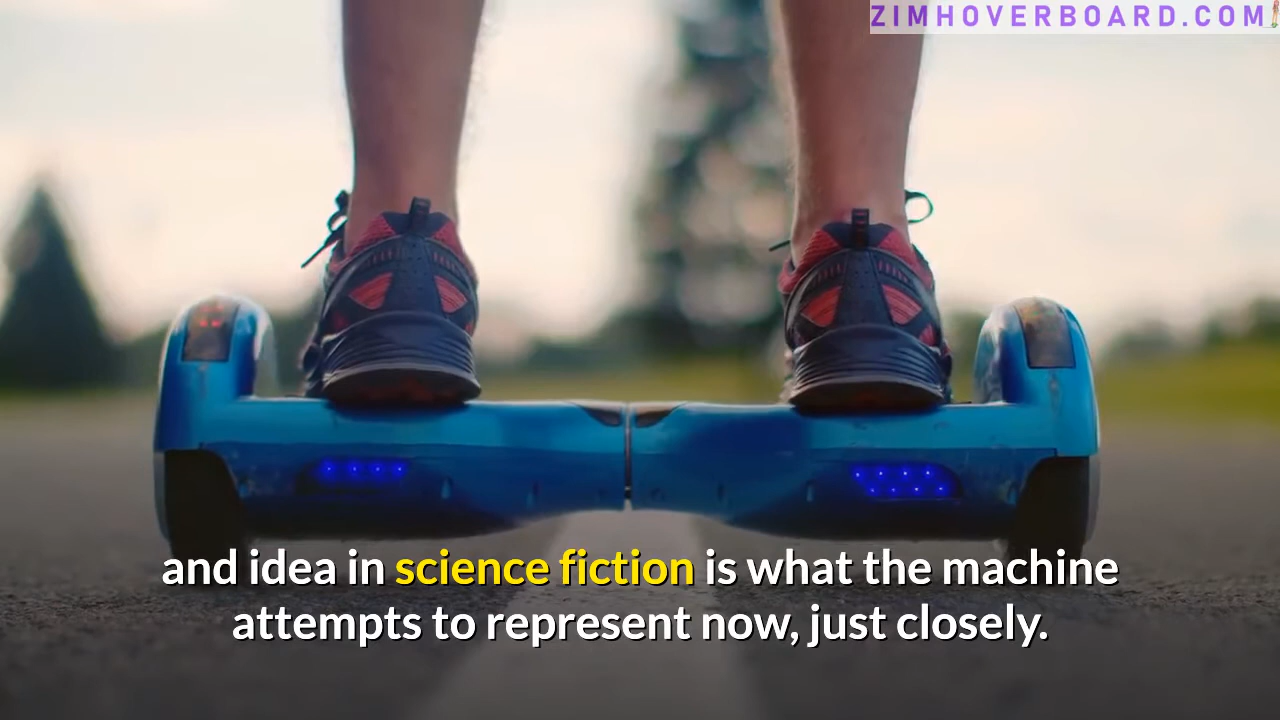 ZIMHOVERBOARD.COM
and idea in science fiction is what the machine
attempts to represent now, just closely.